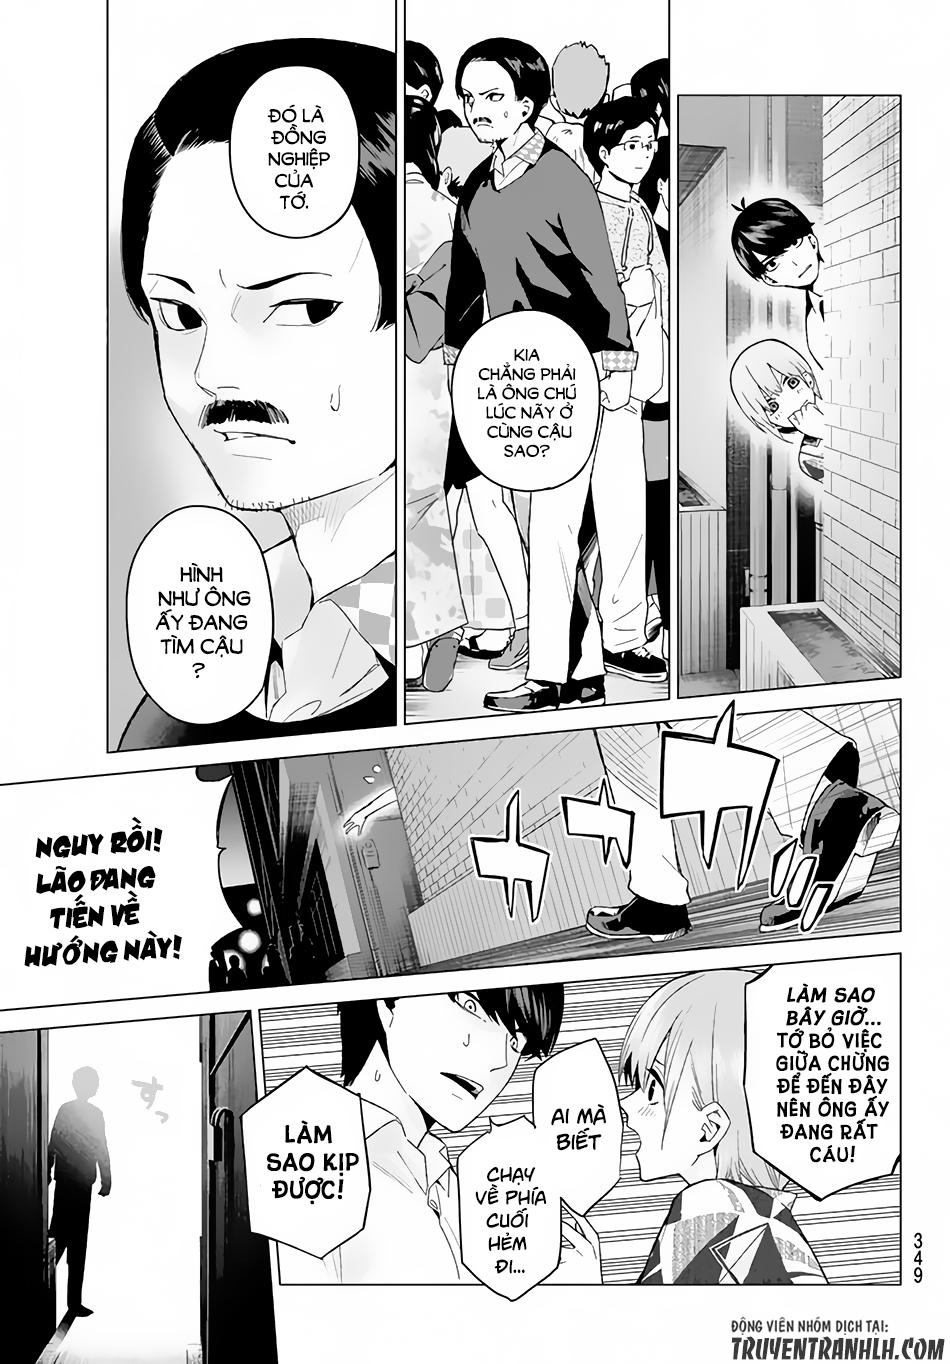 KIA
CHẲNG PHẢI
LÀ ÔNG CHÚ
LÚC NÃY Ở
CÙNG CẬU
SAO?
ĐÓ LÀ
ĐỒNG
NGHIỆP
CỦA
TỚ.
HÌNH
NHƯ ÔNG
ẤY ĐANG
TÌM CẬU
?
NGUY RỒI!
LÃO ĐANG
TIẾN VỀ
HƯỚNG NÀY!
LÀM SAO
BÂY GIỜ...
TỚ BỎ VIỆC
GIỮA CHỪNG
ĐỂ ĐẾN ĐÂY
NÊN ÔNG ẤY
ĐANG RẤT
CÁU!
AI MÀ
BIẾT
CHẠY
VỀ PHÍA
CUỐI
HẺM
ĐI...
LÀM
SAO KỊP
ĐƯỢC!
すっ
349
ĐỘNG VIÊN NHÓM DỊCH TẠI:
TRUYENTRANHLH.COM